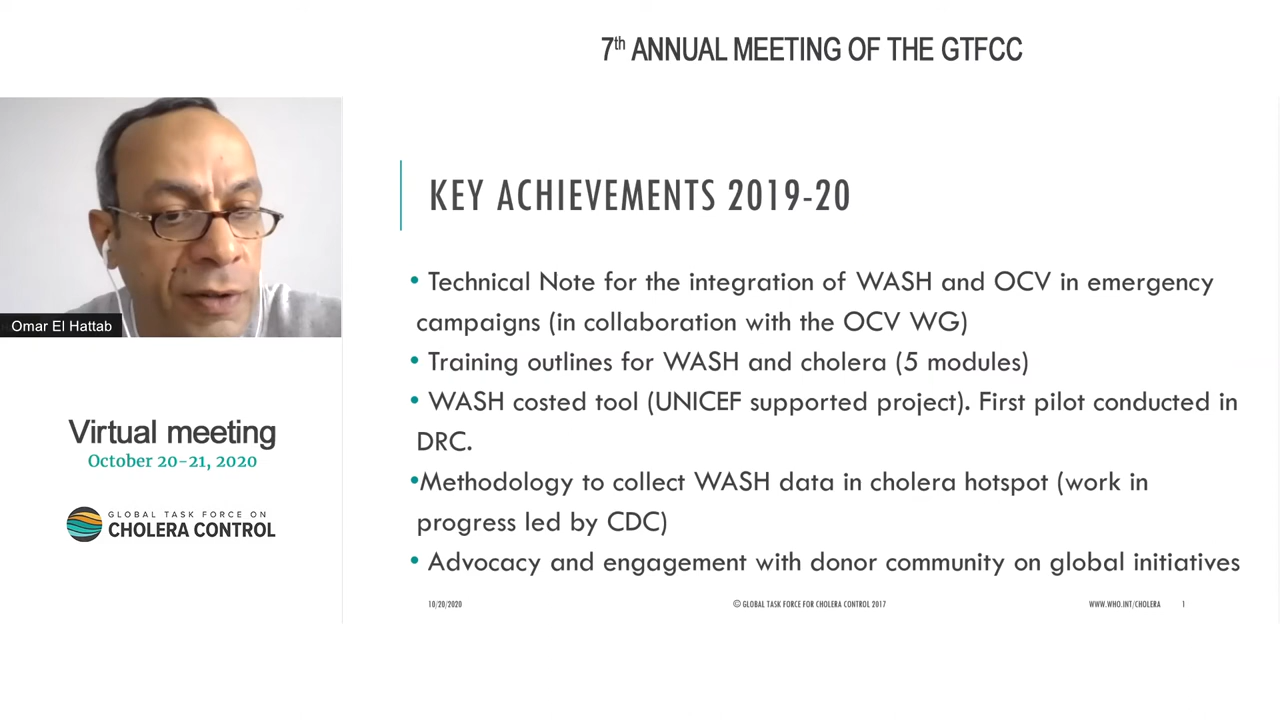 7th ANNUAL MEETING OF THE GTFCC
Omar El Hattab
Virtual meeting
October 20-21, 2020
GLOBAL TASK FORCE ON
CHOLERA CONTROL
KEY ACHIEVEMENTS 2019-20
• Technical Note for the integration of WASH and OCV in emergency
campaigns (in collaboration with the OCV WG)
• Training outlines for WASH and cholera (5 modules)
• WASH costed tool (UNICEF supported project). First pilot conducted in
DRC.
•Methodology to collect WASH data in cholera hotspot (work in
progress led by CDC)
• Advocacy and engagement with donor community on global initiatives
10/20/2020
© GLOBAL TASK FORCE FOR CHOLERA CONTROL 2017
WWW.WHO.INT/CHOLERA
1